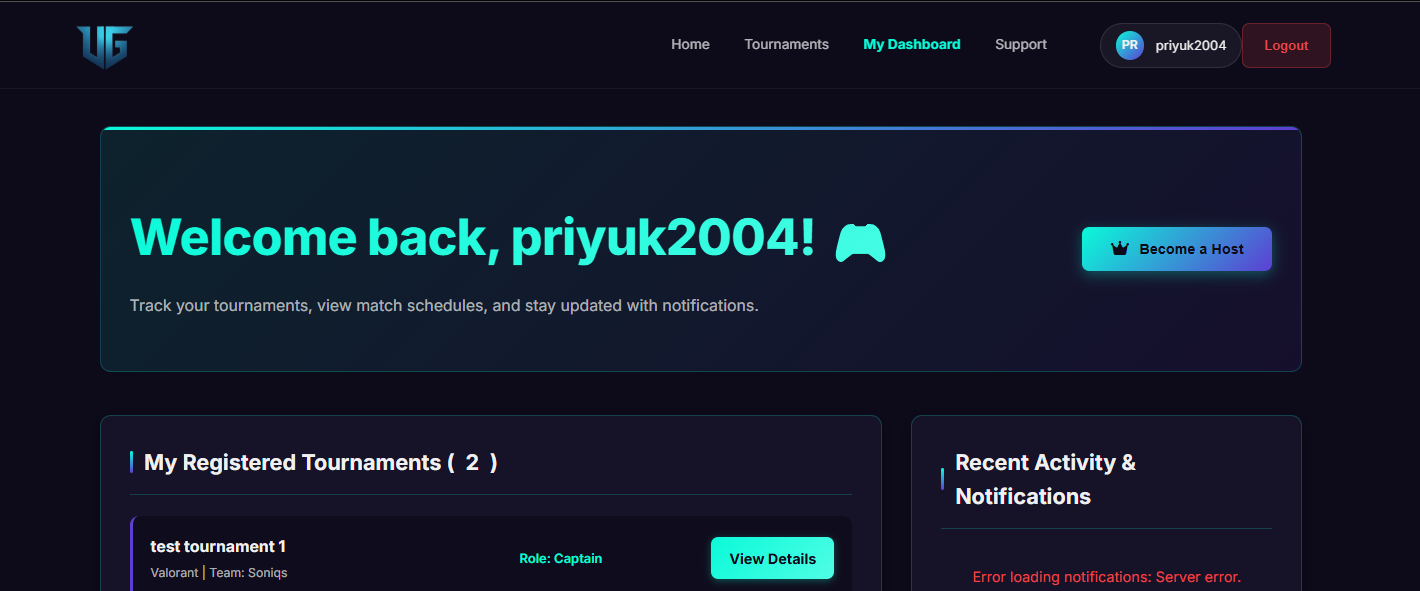 UG
Home
Tournaments
My Dashboard
Support
PR
priyuk2004
Logout
Welcome back, priyuk2004!
Become a Host
Track your tournaments, view match schedules, and stay updated with notifications.
My Registered Tournaments ( 2 )
test tournament 1
Valorant | Team: Soniqs
Role: Captain
View Details
Recent Activity &
Notifications
Error loading notifications: Server error.